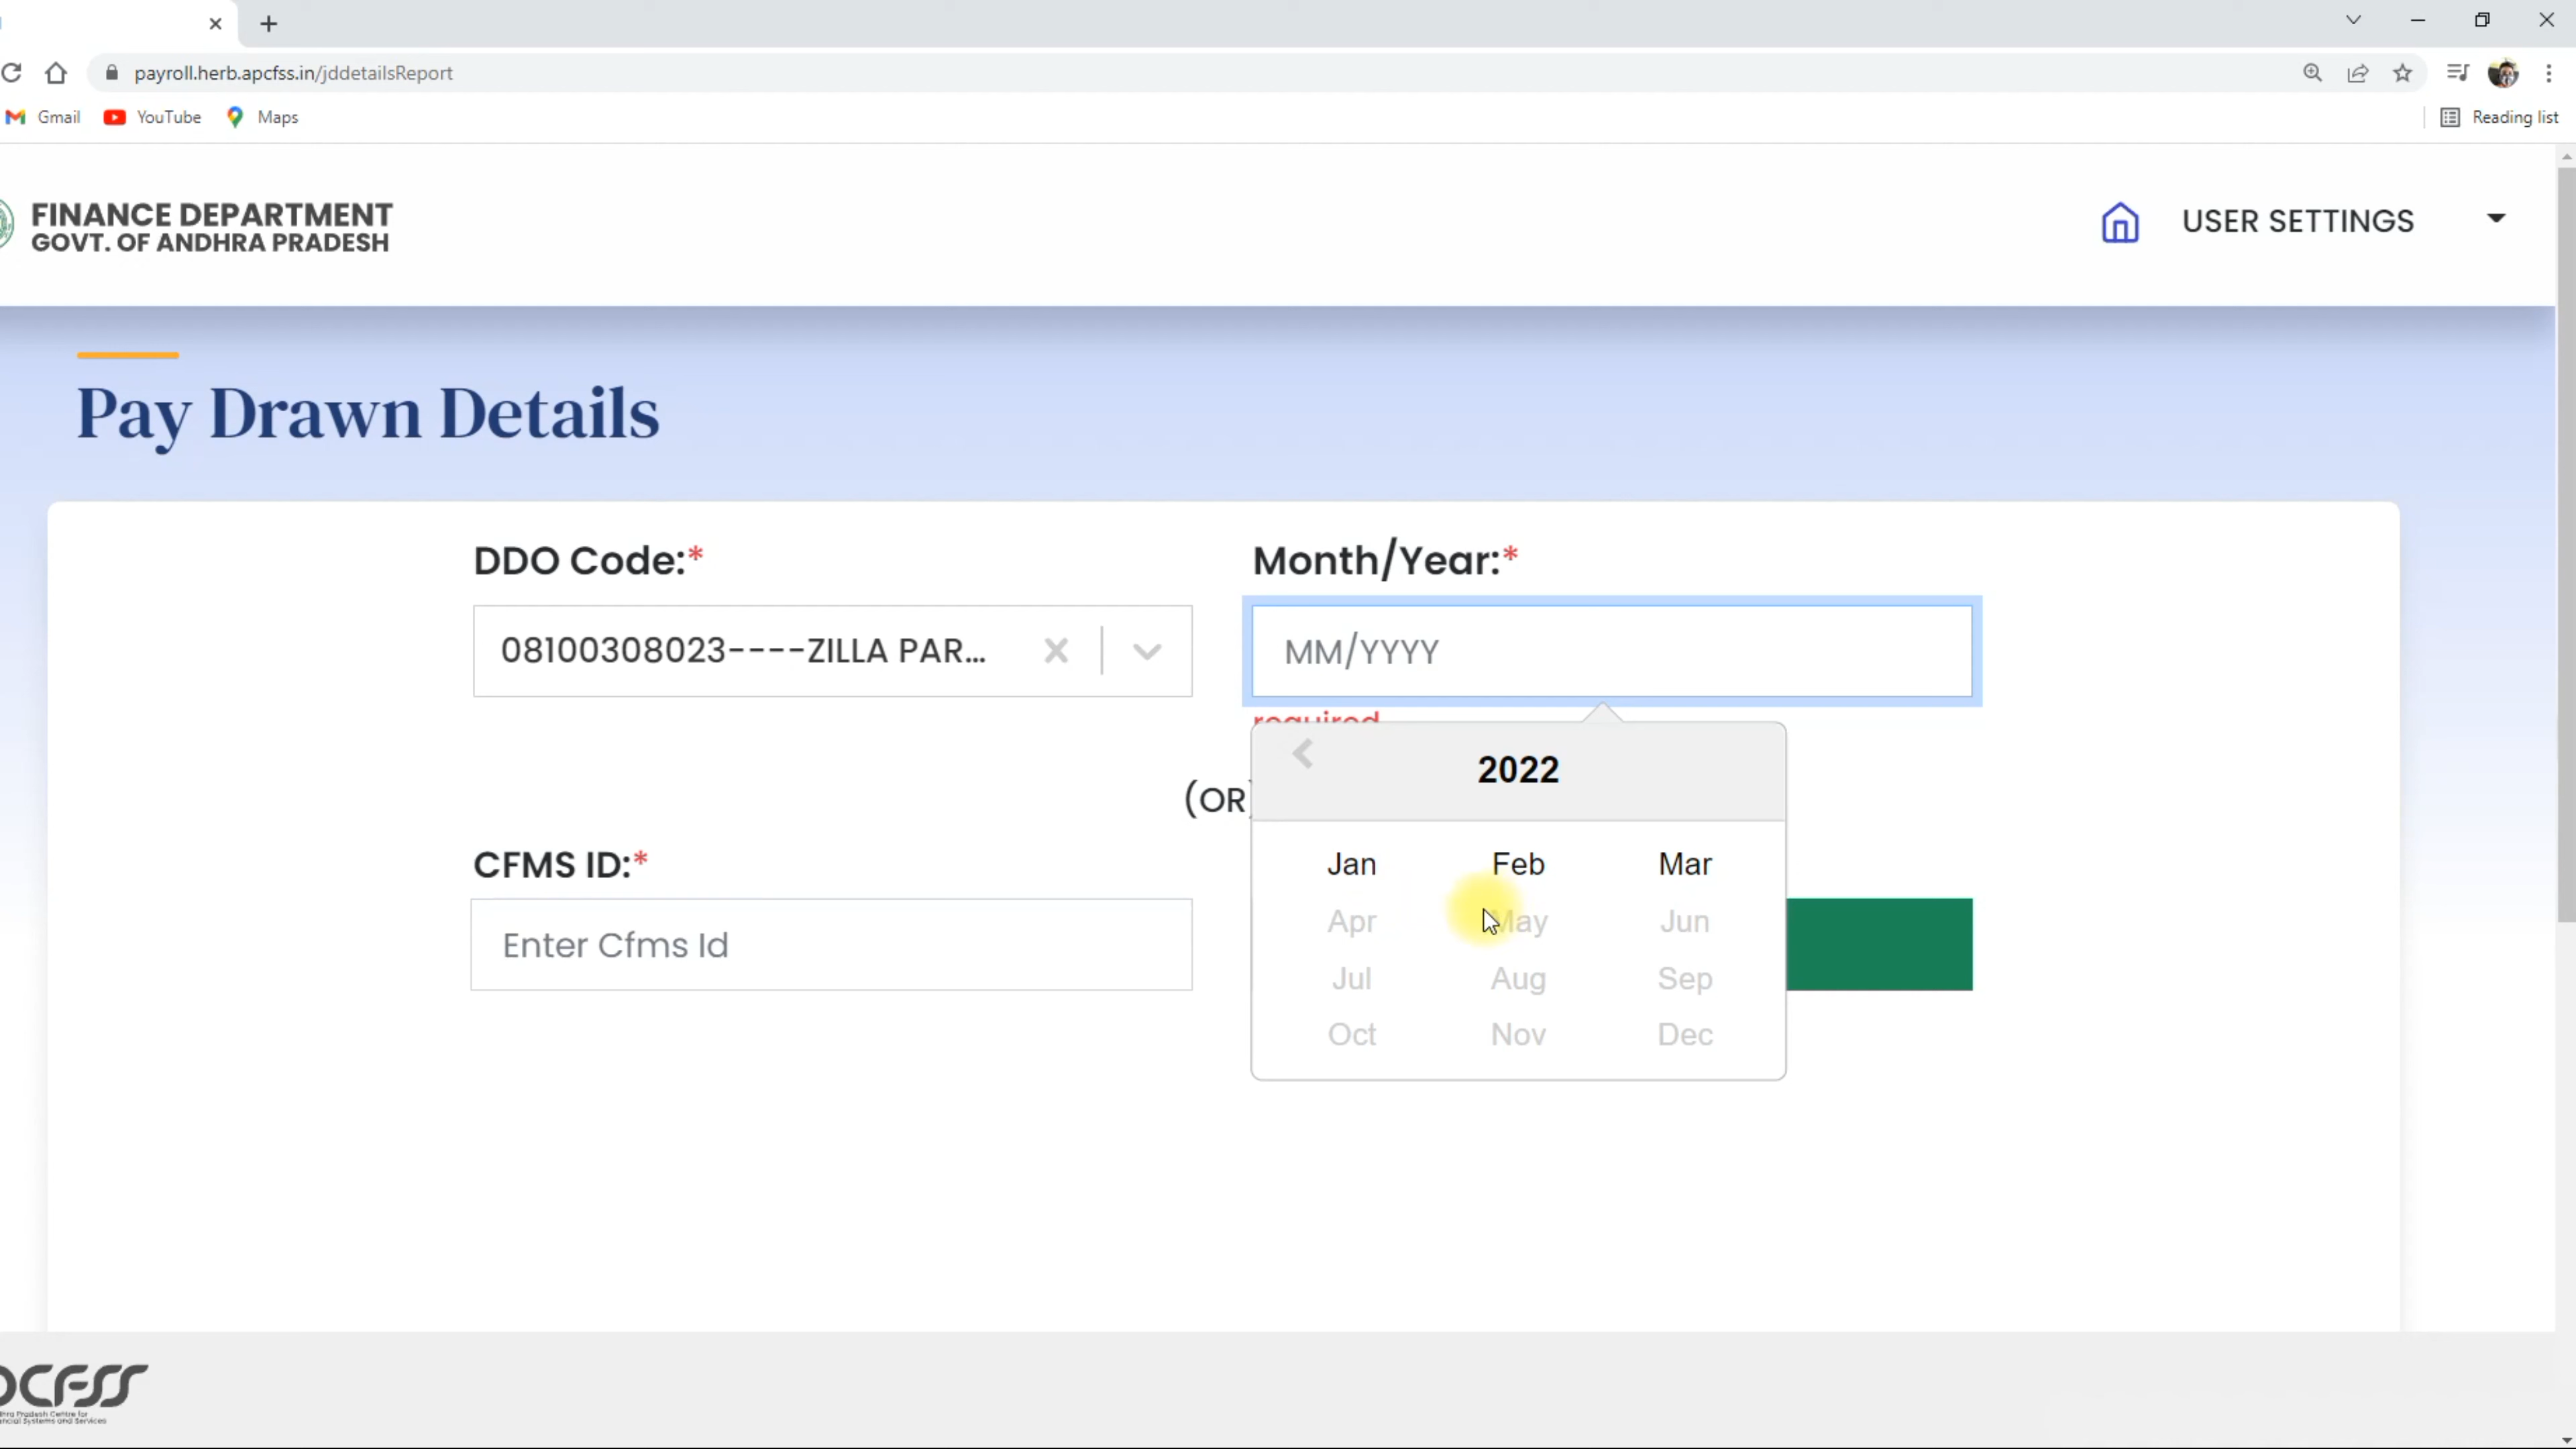 payroll.herb.apcfss.in/jddetailsReport
Gmail YouTube Maps Reading list
FINANCE DEPARTMENT
GOVT. OF ANDHRA PRADESH
USER SETTINGS
Pay Drawn Details
DDO Code:* Month/Year:*
08100308023----ZILLA PAR... MM/YYYY
required
2022
(OR)
Jan Feb Mar
CFMS ID:*
Apr May Jun
Enter Cfms Id
Jul Aug Sep
Oct Nov Dec